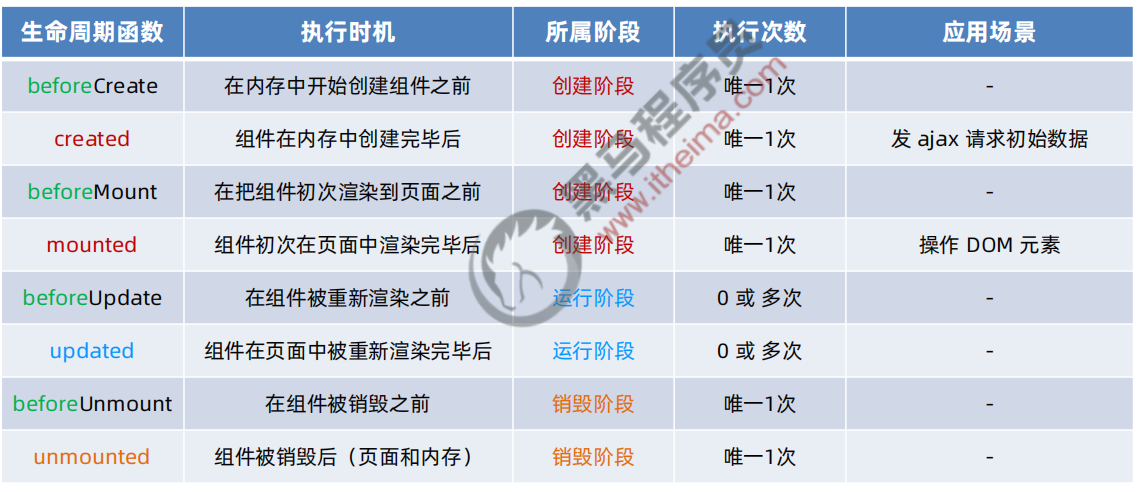 生命周期函数 执行时机 所属阶段 执行次数 应用场景
beforeCreate 在内存中开始创建组件之前 创建阶段 唯一1次 -
created 组件在内存中创建完毕后 创建阶段 唯一1次 发 ajax 请求初始数据
beforeMount 在把组件初次渲染到页面之前 创建阶段 唯一1次 -
mounted 组件初次在页面中渲染完毕后 创建阶段 唯一1次 操作 DOM 元素
beforeUpdate 在组件被重新渲染之前 运行阶段 0 或 多次 -
updated 组件在页面中被重新渲染完毕后 运行阶段 0 或 多次 -
beforeUnmount 在组件被销毁之前 销毁阶段 唯一1次 -
unmounted 组件被销毁后（页面和内存） 销毁阶段 唯一1次 -
黑马程序员
www.itheima.com